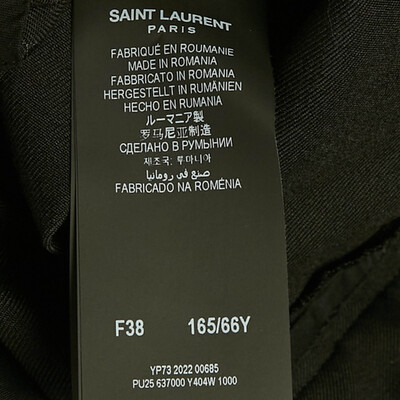 SAINT LAURENT
PARIS
FABRIQUÉ EN ROUMANIE
MADE IN ROMANIA
FABBRICATO IN ROMANIA
HERGESTELLT IN RUMÄNIEN
HECHO EN RUMANIA
ルーマニア製
罗马尼亚制造
СДЕЛАНО В РУМЫНИИ
제조국: 루마니아
صنع في رومانيا
FABRICADO NA ROMÉNIA
F38 165/66Y
YP73 2022 00685
PU25 637000 Y404W 1000